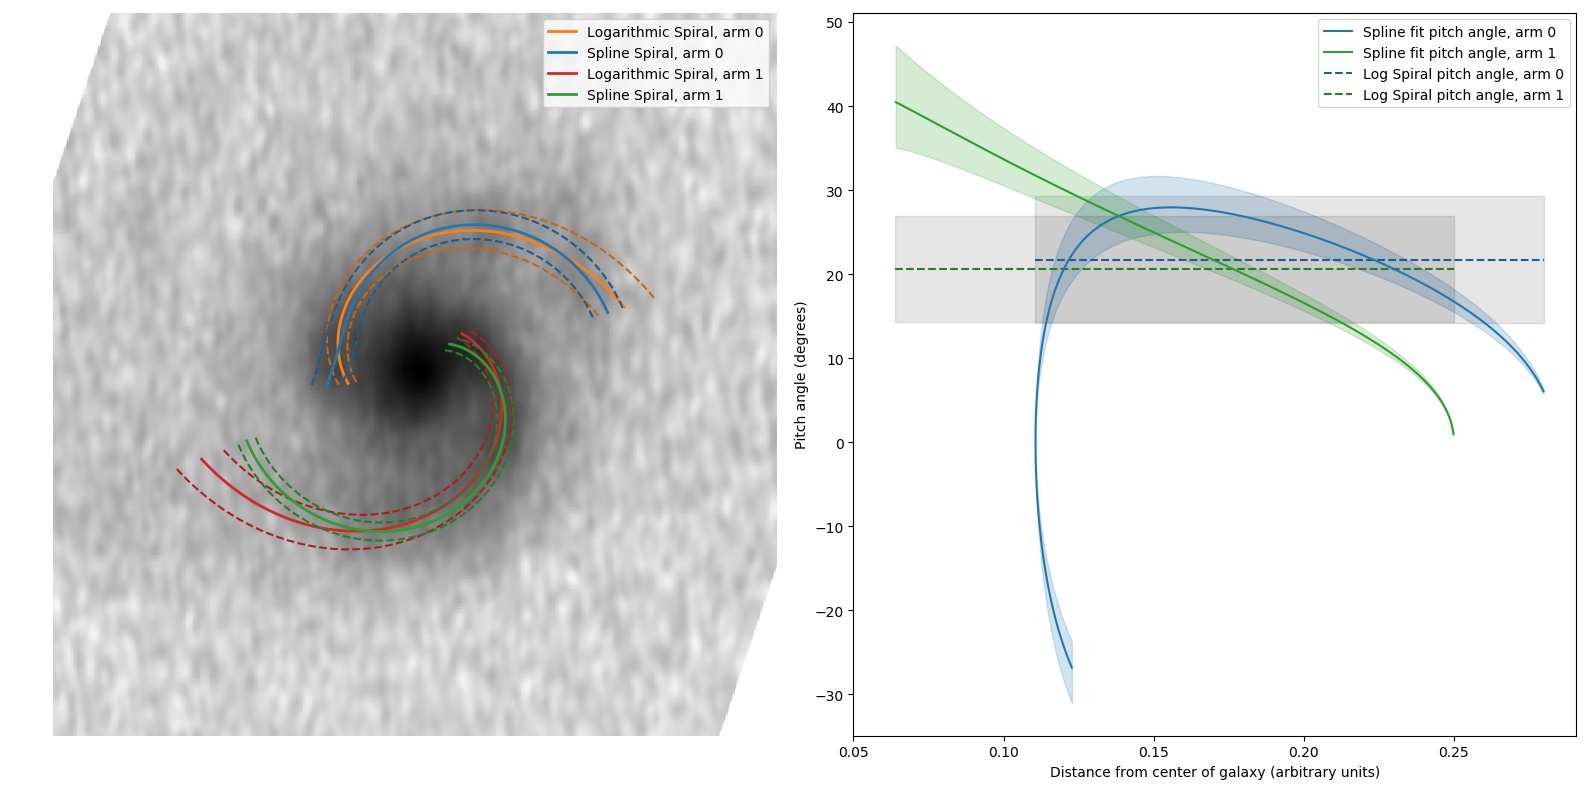 Logarithmic Spiral, arm 0
Spline Spiral, arm 0
Logarithmic Spiral, arm 1
Spline Spiral, arm 1
Spline fit pitch angle, arm 0
Spline fit pitch angle, arm 1
Log Spiral pitch angle, arm 0
Log Spiral pitch angle, arm 1
Pitch angle (degrees)
50
40
30
20
10
0
−10
−20
−30
0.05
0.10
0.15
0.20
0.25
Distance from center of galaxy (arbitrary units)